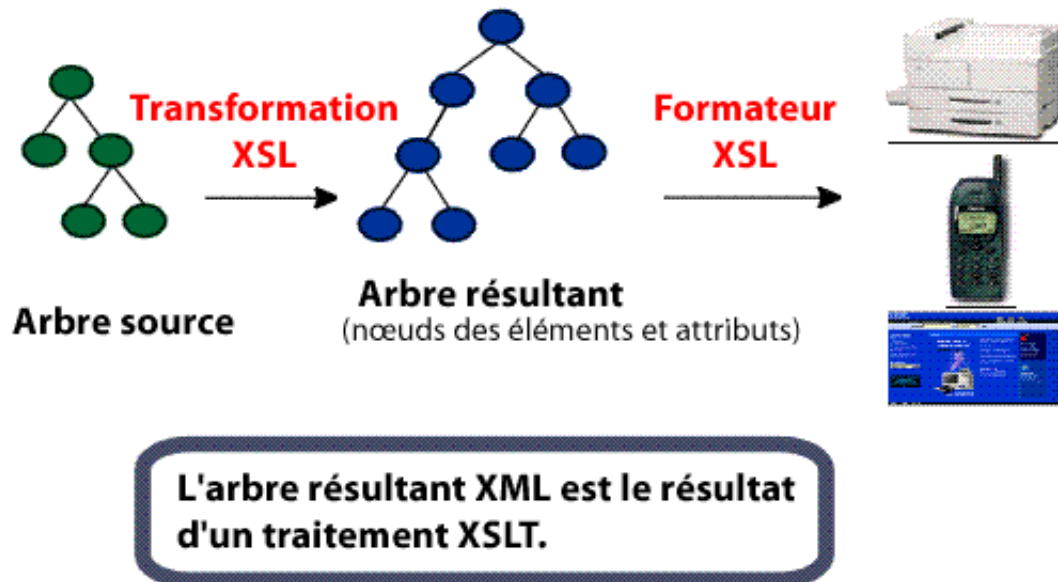 Transformation
XSL
Formateur
XSL
Arbre source
Arbre résultant
(nœuds des éléments et attributs)
L'arbre résultant XML est le résultat
d'un traitement XSLT.